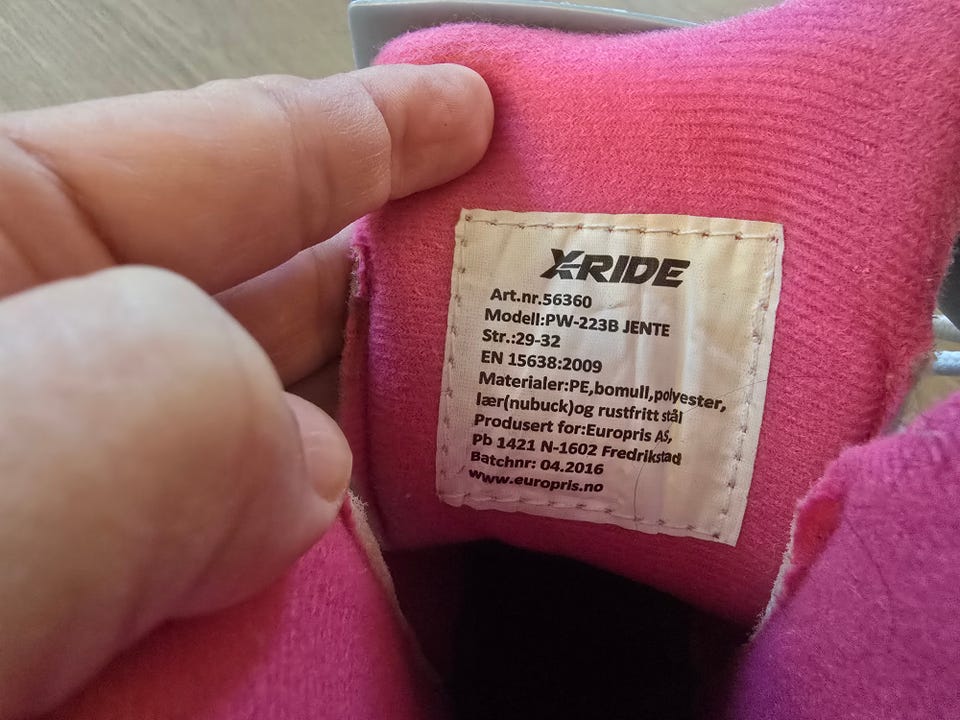 XRIDE
Art.nr.56360
Modell:PW-223B JENTE
Str.:29-32
EN 15638:2009
Materialer:PE,bomull,polyester,
lær(nubuck)og rustfritt stål
Produsert for:Europris AS,
Pb 1421 N-1602 Fredrikstad
Batchnr: 04.2016
www.europris.no